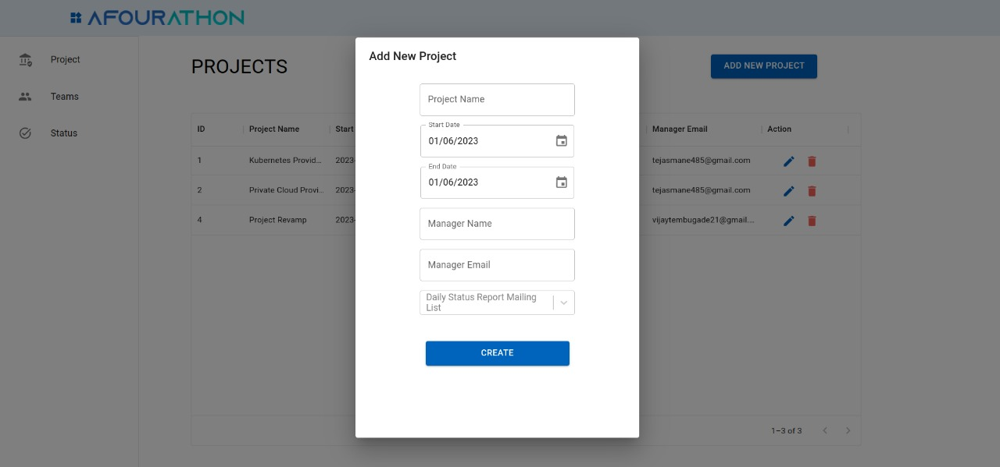 AFOURATHON
Project
Teams
Status
PROJECTS
ADD NEW PROJECT
ID Project Name Start Manager Email Action
1 Kubernetes Provid... 2023- tejasmane485@gmail.com
2 Private Cloud Provi... 2023- tejasmane485@gmail.com
4 Project Revamp 2023- vijaytembugade21@gmail....
1–3 of 3
Add New Project
Project Name
Start Date
01/06/2023
End Date
01/06/2023
Manager Name
Manager Email
Daily Status Report Mailing
List
CREATE